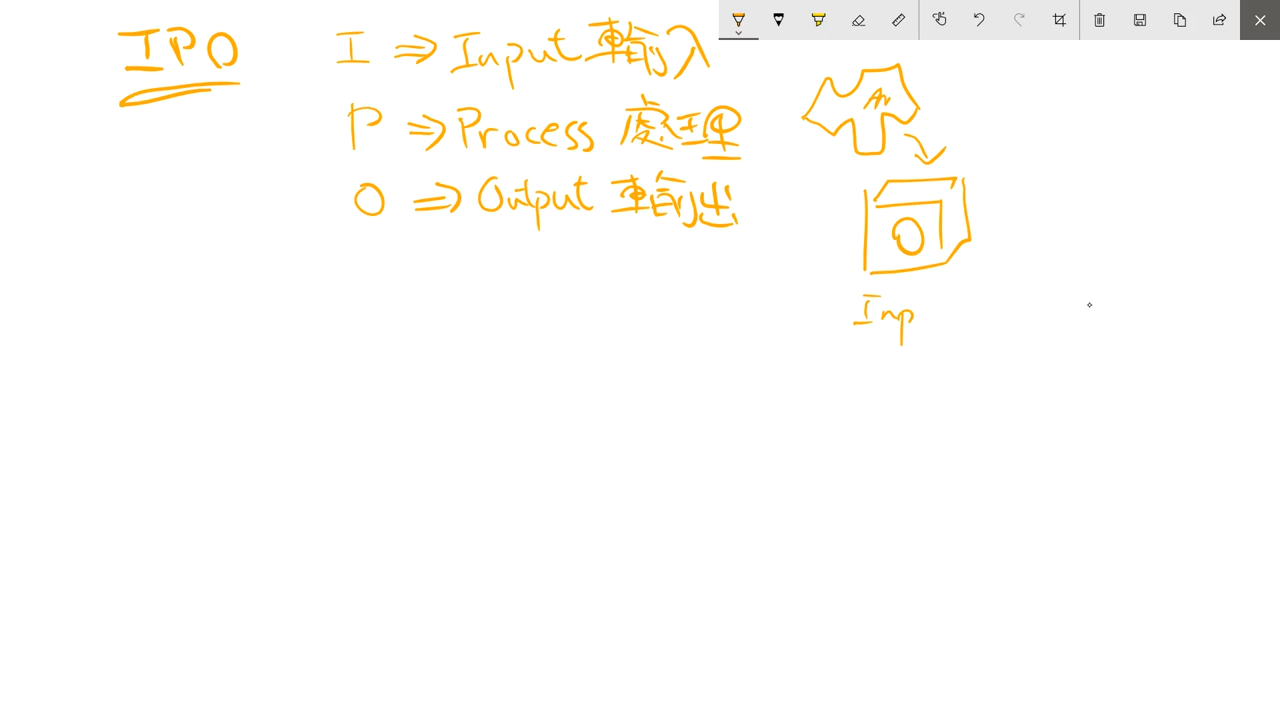 IPO
I ⇒ Input 輸入
P ⇒ Process 處理
O ⇒ Output 輸出
Inp